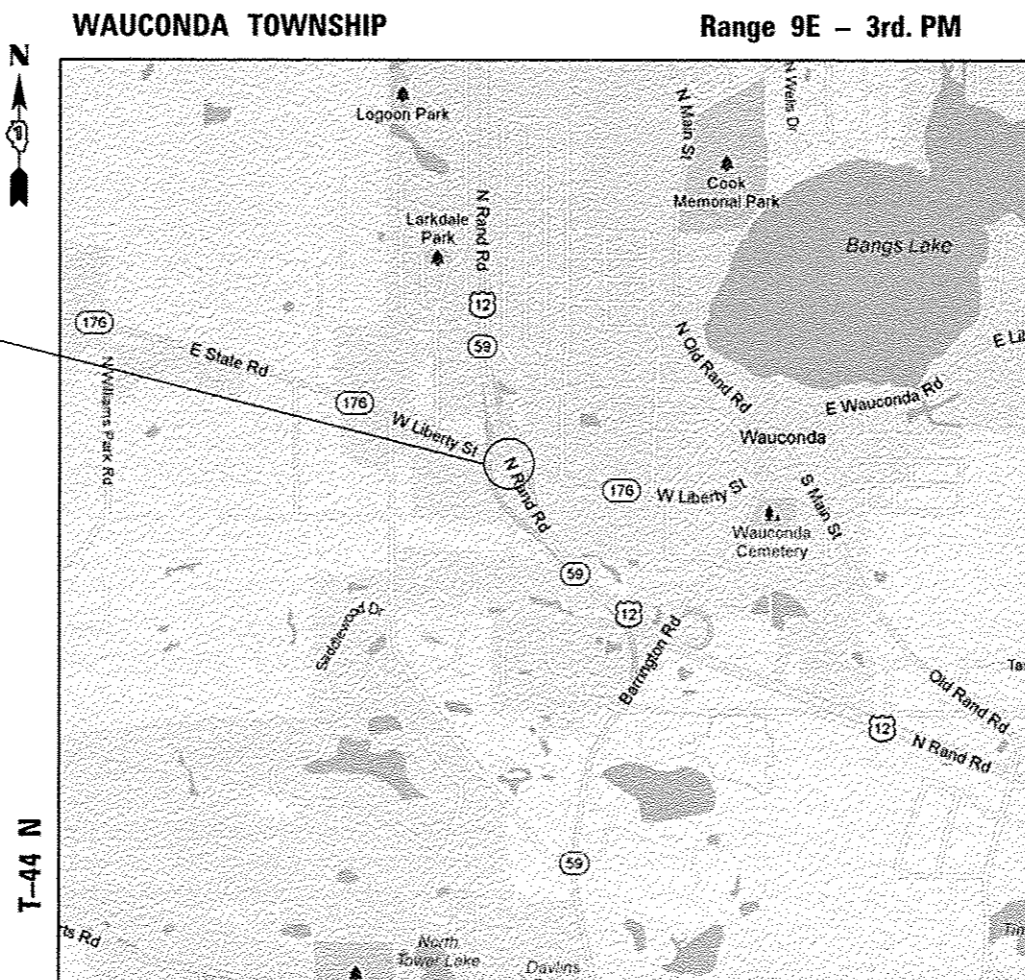 WAUCONDA TOWNSHIP
Range 9E – 3rd. PM
N
T-44 N
Logoon Park
N Main St
N Wells Dr
Cook
Memorial Park
Larkdale
Park
N Rand Rd
Bangs Lake
12
59
176
E State Rd
N Williams Park Rd
176
W Liberty St
N Rand Rd
N Old Rand Rd
E Wauconda Rd
Wauconda
176
W Liberty St
S Main St
Wauconda
Cemetery
59
12
Saddlewood Dr
Barrington Rd
Old Rand Rd
12
N Rand Rd
59
ts Rd
North
Tower Lake
Davlins